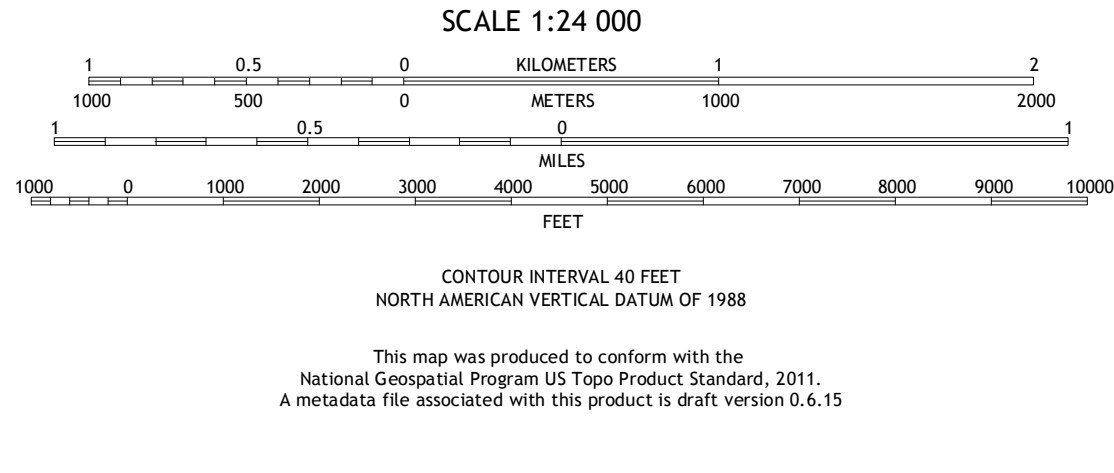 SCALE 1:24 000
1 0.5 0 KILOMETERS 1 2
1000 500 0 METERS 1000 2000
1 0.5 0 1
MILES
1000 0 1000 2000 3000 4000 5000 6000 7000 8000 9000 10000
FEET
CONTOUR INTERVAL 40 FEET
NORTH AMERICAN VERTICAL DATUM OF 1988
This map was produced to conform with the
National Geospatial Program US Topo Product Standard, 2011.
A metadata file associated with this product is draft version 0.6.15